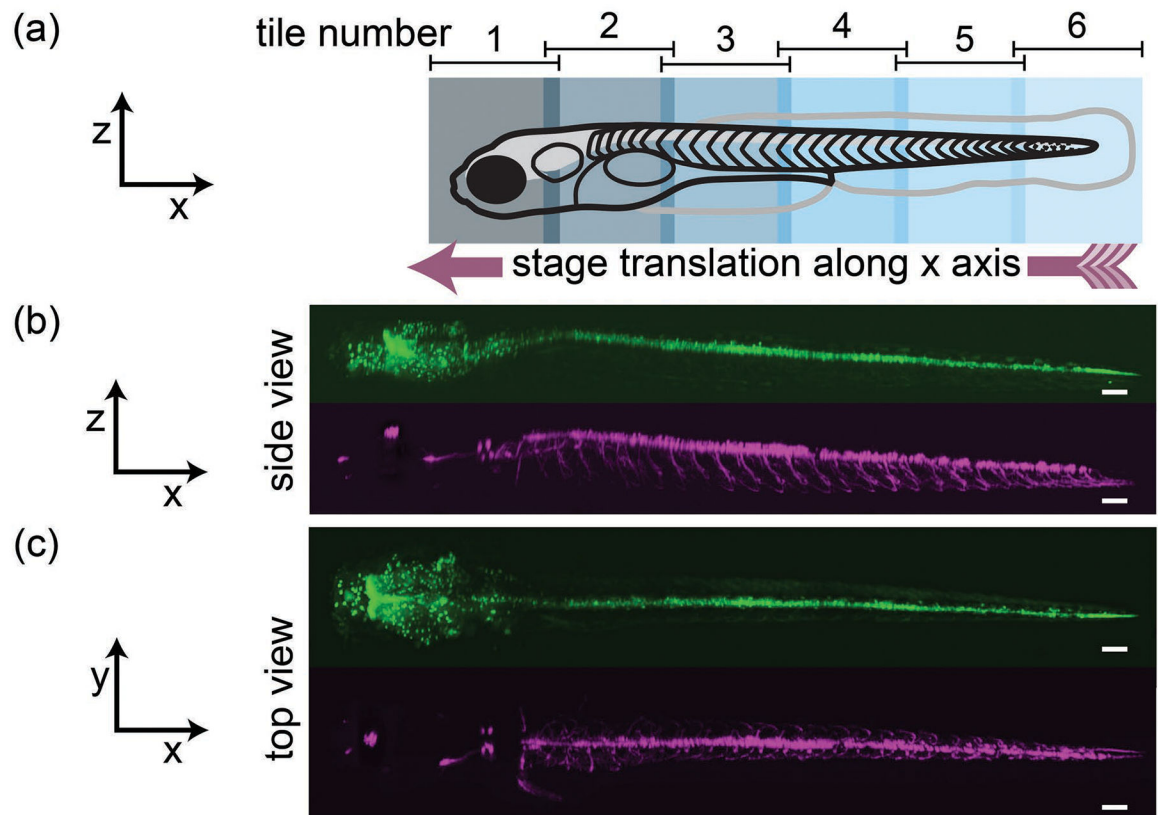 (a)
tile number 1 2 3 4 5 6
z
x
stage translation along x axis
(b)
side view
z
x
(c)
top view
y
x